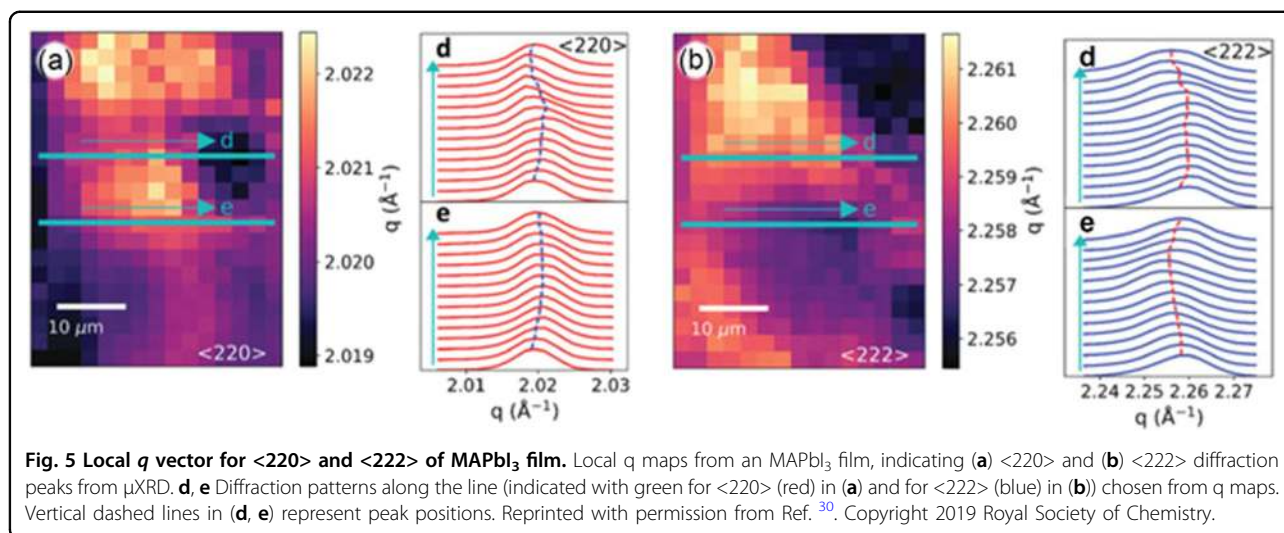 (a)
d
e
10 μm
<220>
2.022
2.021
2.020
2.019
q (Å⁻¹)
d
<220>
e
2.01 2.02 2.03
q (Å⁻¹)
(b)
d
e
10 μm
<222>
2.261
2.260
2.259
2.258
2.257
2.256
q (Å⁻¹)
d
<222>
e
2.24 2.25 2.26 2.27
q (Å⁻¹)
Fig. 5 Local q vector for <220> and <222> of MAPbI₃ film. Local q maps from an MAPbI₃ film, indicating (a) <220> and (b) <222> diffraction
peaks from μXRD. d, e Diffraction patterns along the line (indicated with green for <220> (red) in (a) and for <222> (blue) in (b)) chosen from q maps.
Vertical dashed lines in (d, e) represent peak positions. Reprinted with permission from Ref. ³⁰. Copyright 2019 Royal Society of Chemistry.